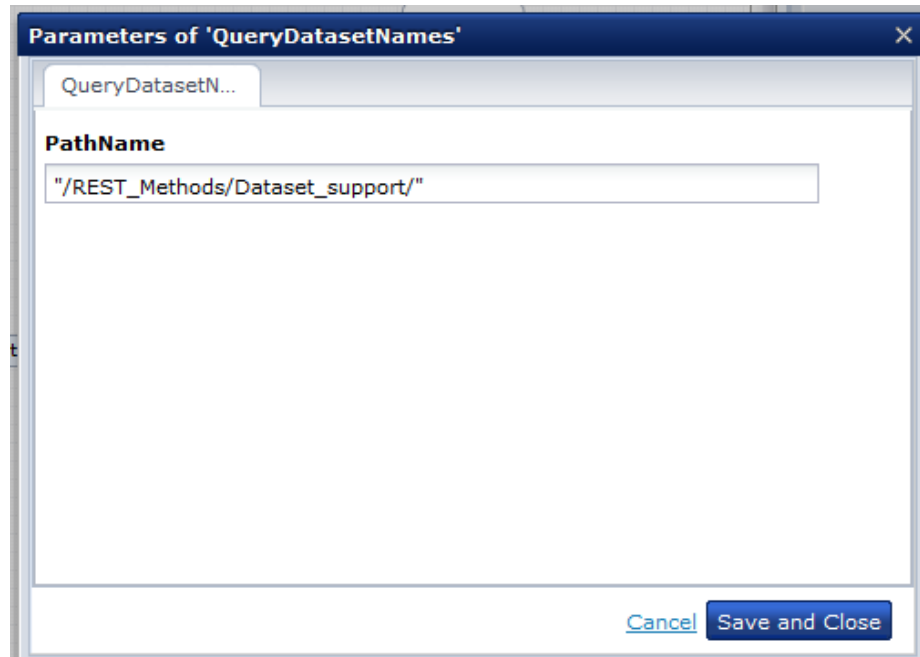 Parameters of 'QueryDatasetNames'
QueryDatasetN...
PathName
"/REST_Methods/Dataset_support/"
t
Cancel Save and Close